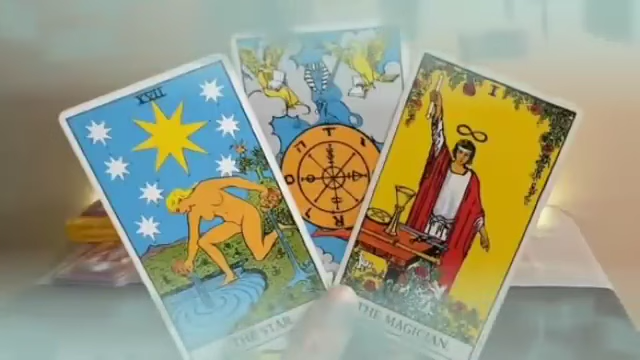 XVII
THE STAR
I
THE MAGICIAN.